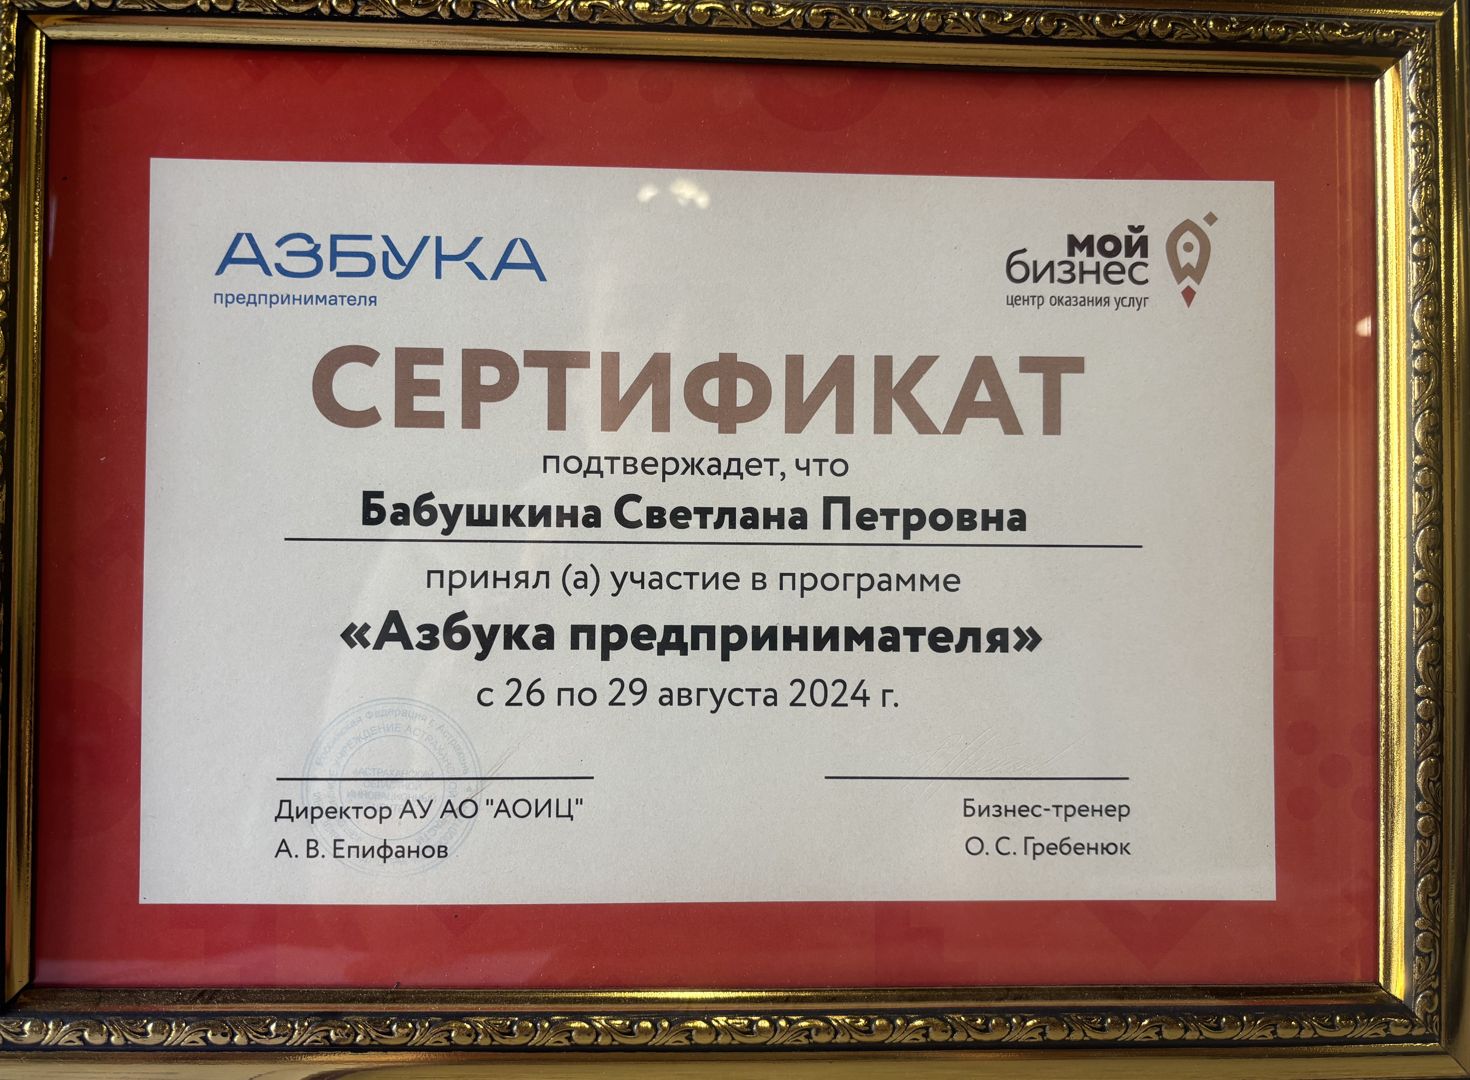 АЗБУКА
предпринимателя
мой
бизнес
центр оказания услуг
СЕРТИФИКАТ
подтвержадет, что
Бабушкина Светлана Петровна
принял (а) участие в программе
«Азбука предпринимателя»
с 26 по 29 августа 2024 г.
Директор АУ АО "АОИЦ"
А. В. Епифанов
Бизнес-тренер
О. С. Гребенюк